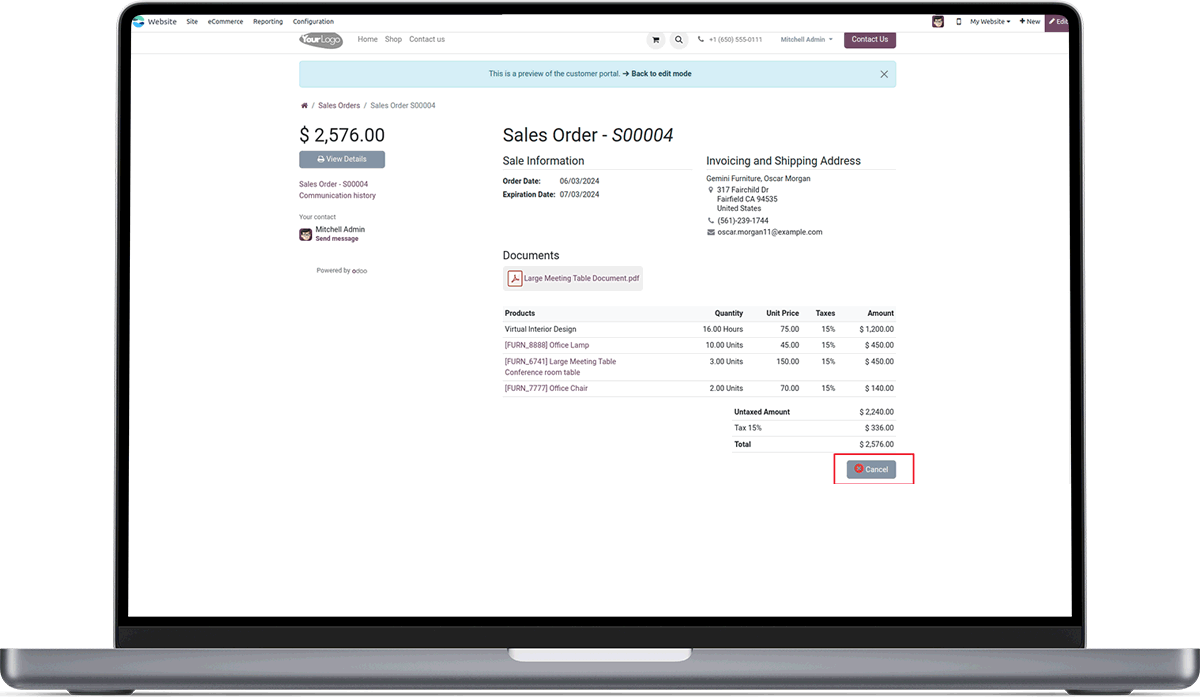 Website Site eCommerce Reporting Configuration My Website + New Edit
YourLogo Home Shop Contact us +1 (650) 555-0111 Mitchell Admin Contact Us
This is a preview of the customer portal. → Back to edit mode
/ Sales Orders / Sales Order S00004
$ 2,576.00
View Details
Sales Order - S00004
Communication history
Your contact
Mitchell Admin
Send message
Powered by odoo
Sales Order - S00004
Sale Information
Order Date: 06/03/2024
Expiration Date: 07/03/2024
Invoicing and Shipping Address
Gemini Furniture, Oscar Morgan
317 Fairchild Dr
Fairfield CA 94535
United States
(561)-239-1744
oscar.morgan11@example.com
Documents
Large Meeting Table Document.pdf
Products Quantity Unit Price Taxes Amount
Virtual Interior Design 16.00 Hours 75.00 15% $ 1,200.00
[FURN_8888] Office Lamp 10.00 Units 45.00 15% $ 450.00
[FURN_6741] Large Meeting Table 3.00 Units 150.00 15% $ 450.00
Conference room table
[FURN_7777] Office Chair 2.00 Units 70.00 15% $ 140.00
Untaxed Amount $ 2,240.00
Tax 15% $ 336.00
Total $ 2,576.00
Cancel